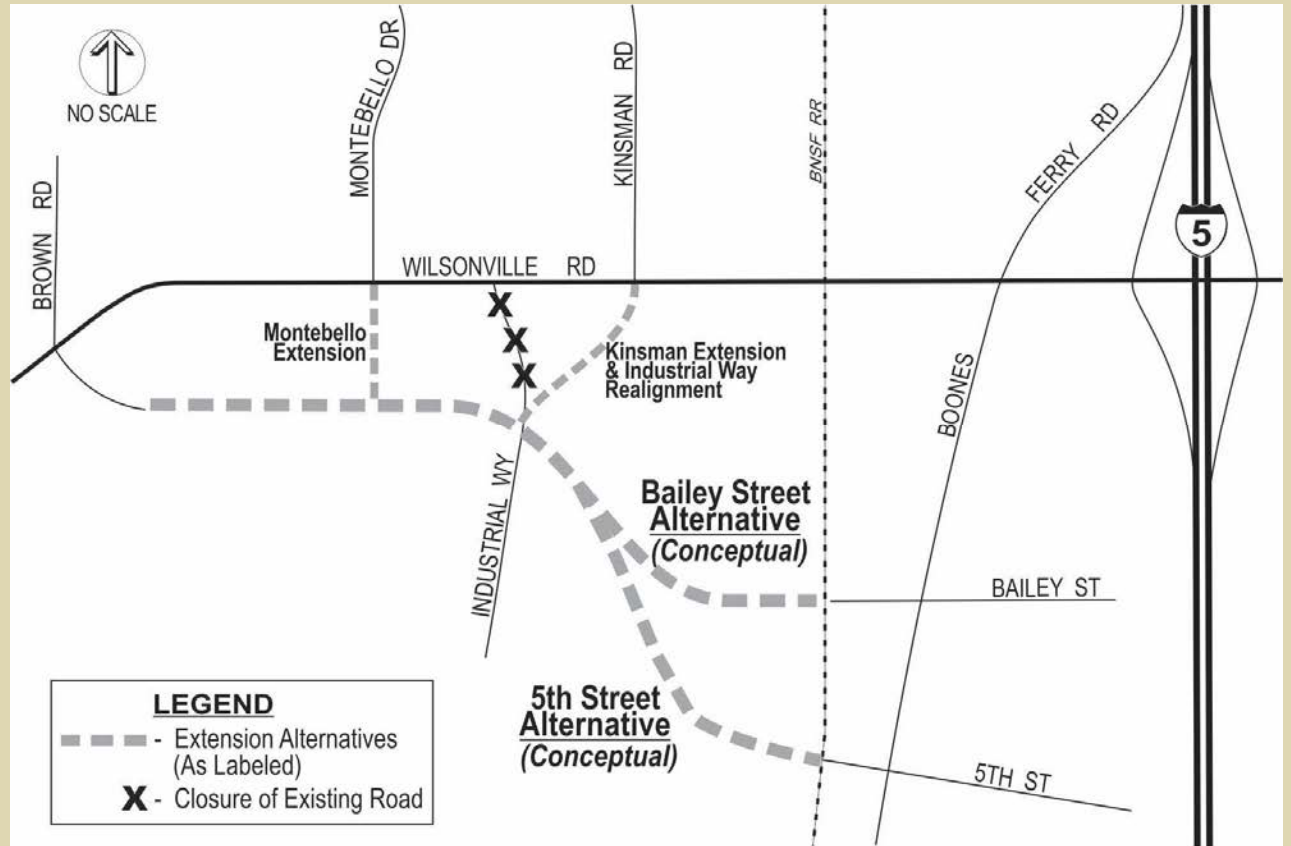 NO SCALE
BROWN RD
MONTEBELLO DR
KINSMAN RD
BNSF RR
FERRY RD
5
WILSONVILLE RD
Montebello
Extension
X
X
X
Kinsman Extension
& Industrial Way
Realignment
BOONES
INDUSTRIAL WY
Bailey Street
Alternative
(Conceptual)
BAILEY ST
5th Street
Alternative
(Conceptual)
5TH ST
LEGEND
- Extension Alternatives
(As Labeled)
X - Closure of Existing Road